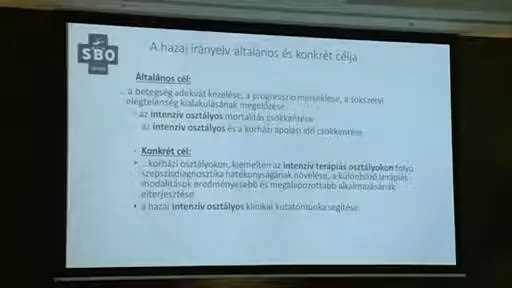 SBO
A hazai irányelv általános és konkrét célja
Általános cél:
...a betegség adekvát kezelése, a progresszió mérséklése, a sokszervi
elégtelenség kialakulásának megelőzése
- az intenzív osztályos mortalitás csökkentése
az intenzív osztályos és a kórházi ápolási idő csökkentése
Konkrét cél:
• ...kórházi osztályokon, kiemelten az intenzív terápiás osztályokon folyó
szepszisdiagnosztika hatékonyságának növelése, a különböző terápiás
modalitások eredményesebb és megalapozottabb alkalmazásának
elterjesztése
• a hazai intenzív osztályos klinikai kutatómunka segítése